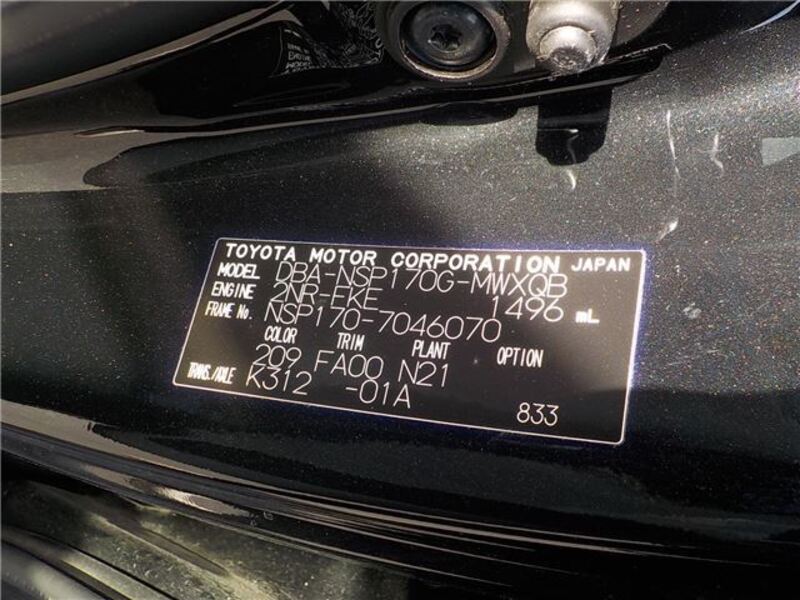 TOYOTA MOTOR CORPORATION JAPAN
MODEL DBA-NSP170G-MWXQB
ENGINE 2NR-FKE 1496 mL
FRAME No. NSP170-7046070
COLOR TRIM PLANT OPTION
209 FA00 N21
TRANS./AXLE K312 -01A
833